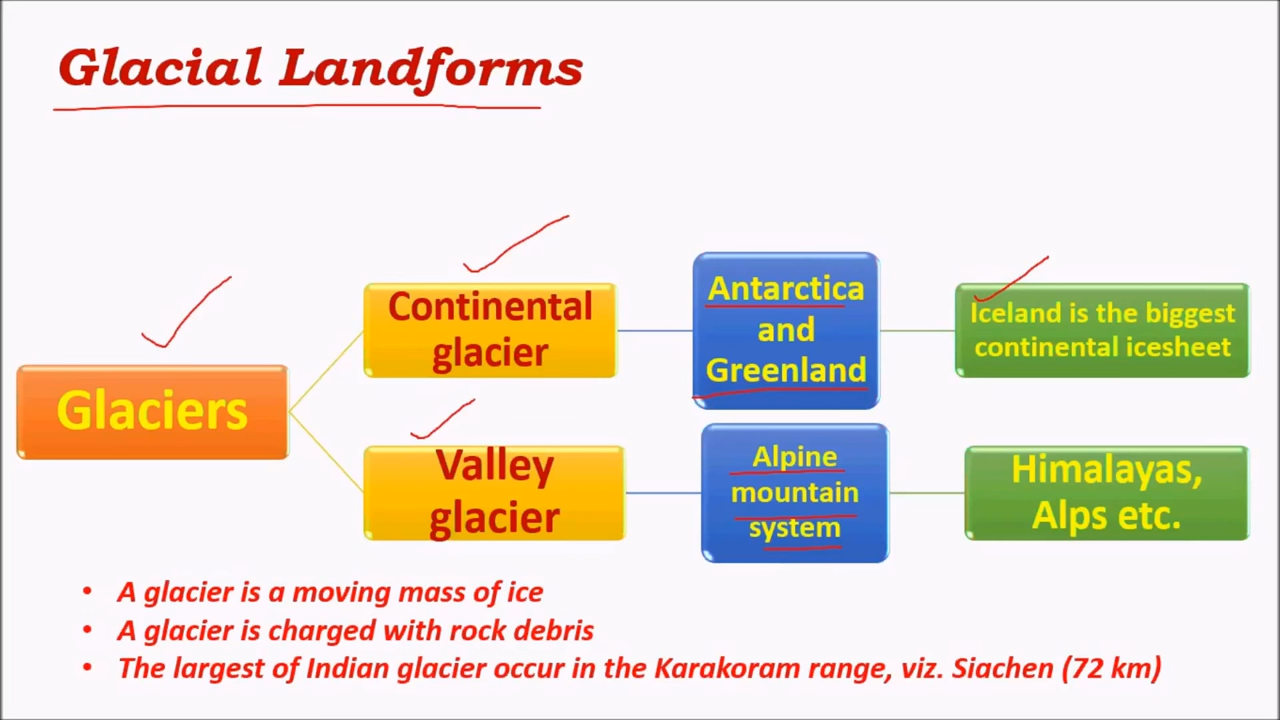 Glacial Landforms
Glaciers
Continental
glacier
Antarctica
and
Greenland
Iceland is the biggest
continental icesheet
Valley
glacier
Alpine
mountain
system
Himalayas,
Alps etc.
• A glacier is a moving mass of ice
• A glacier is charged with rock debris
• The largest of Indian glacier occur in the Karakoram range, viz. Siachen (72 km)